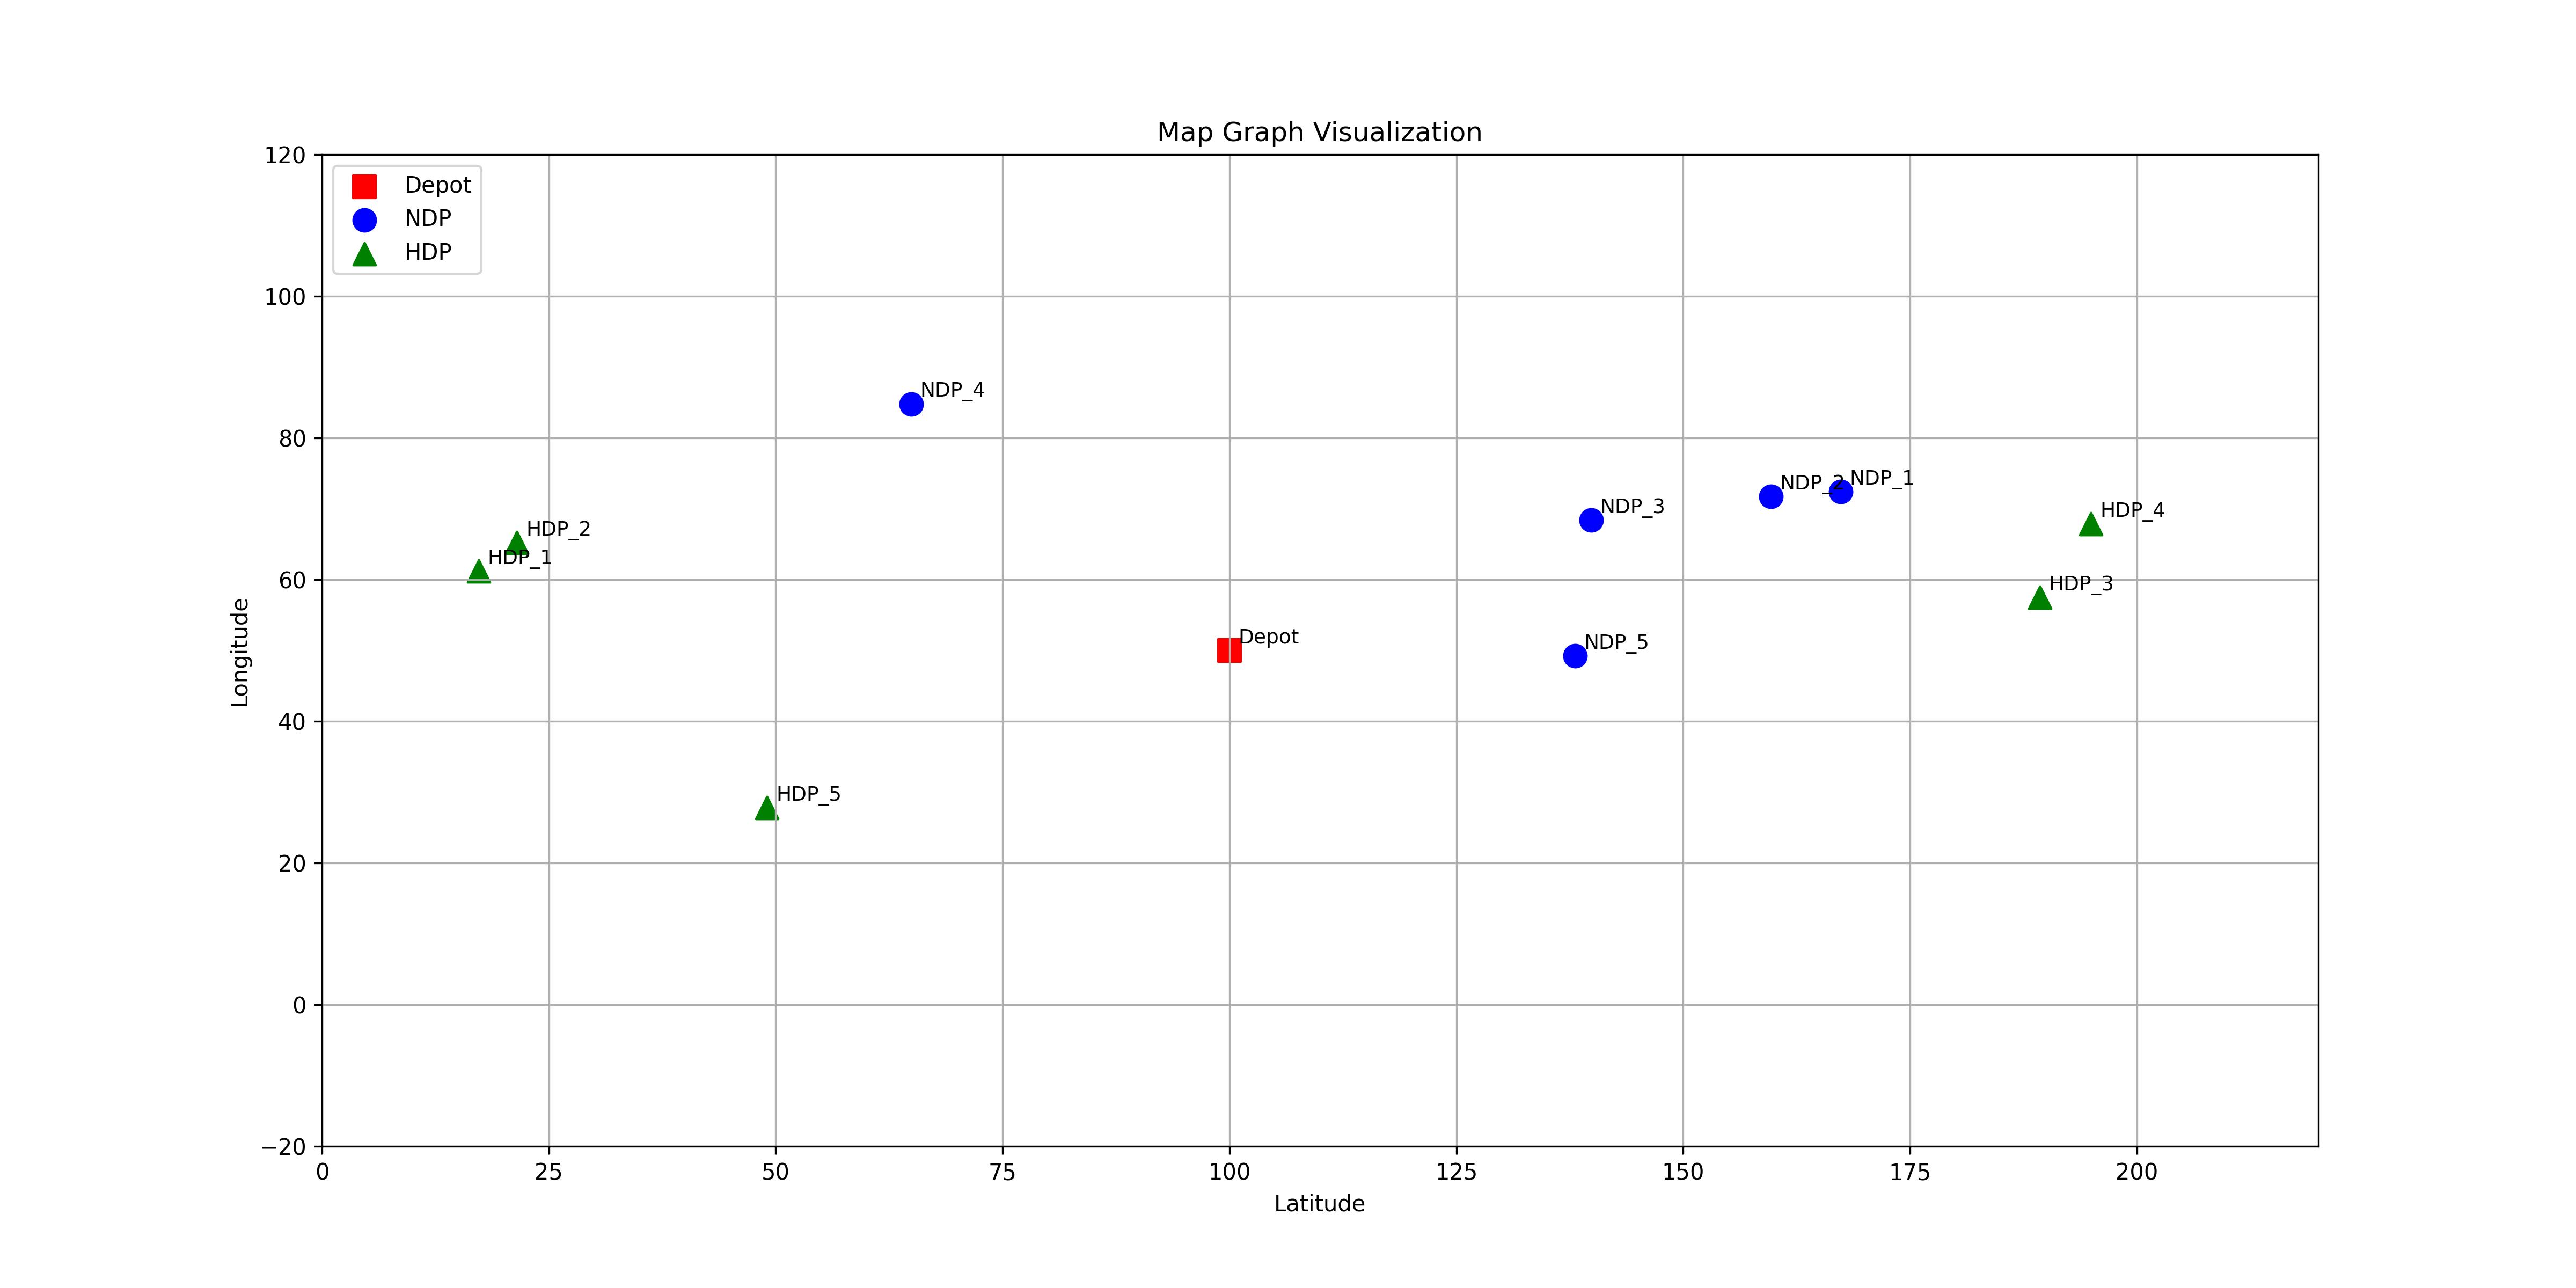 Map Graph Visualization
120
100
80
60
40
20
0
−20
Longitude
Depot
NDP
HDP
NDP_4
NDP_2
NDP_1
NDP_3
HDP_4
HDP_2
HDP_1
HDP_3
Depot
NDP_5
HDP_5
0 25 50 75 100 125 150 175 200
Latitude